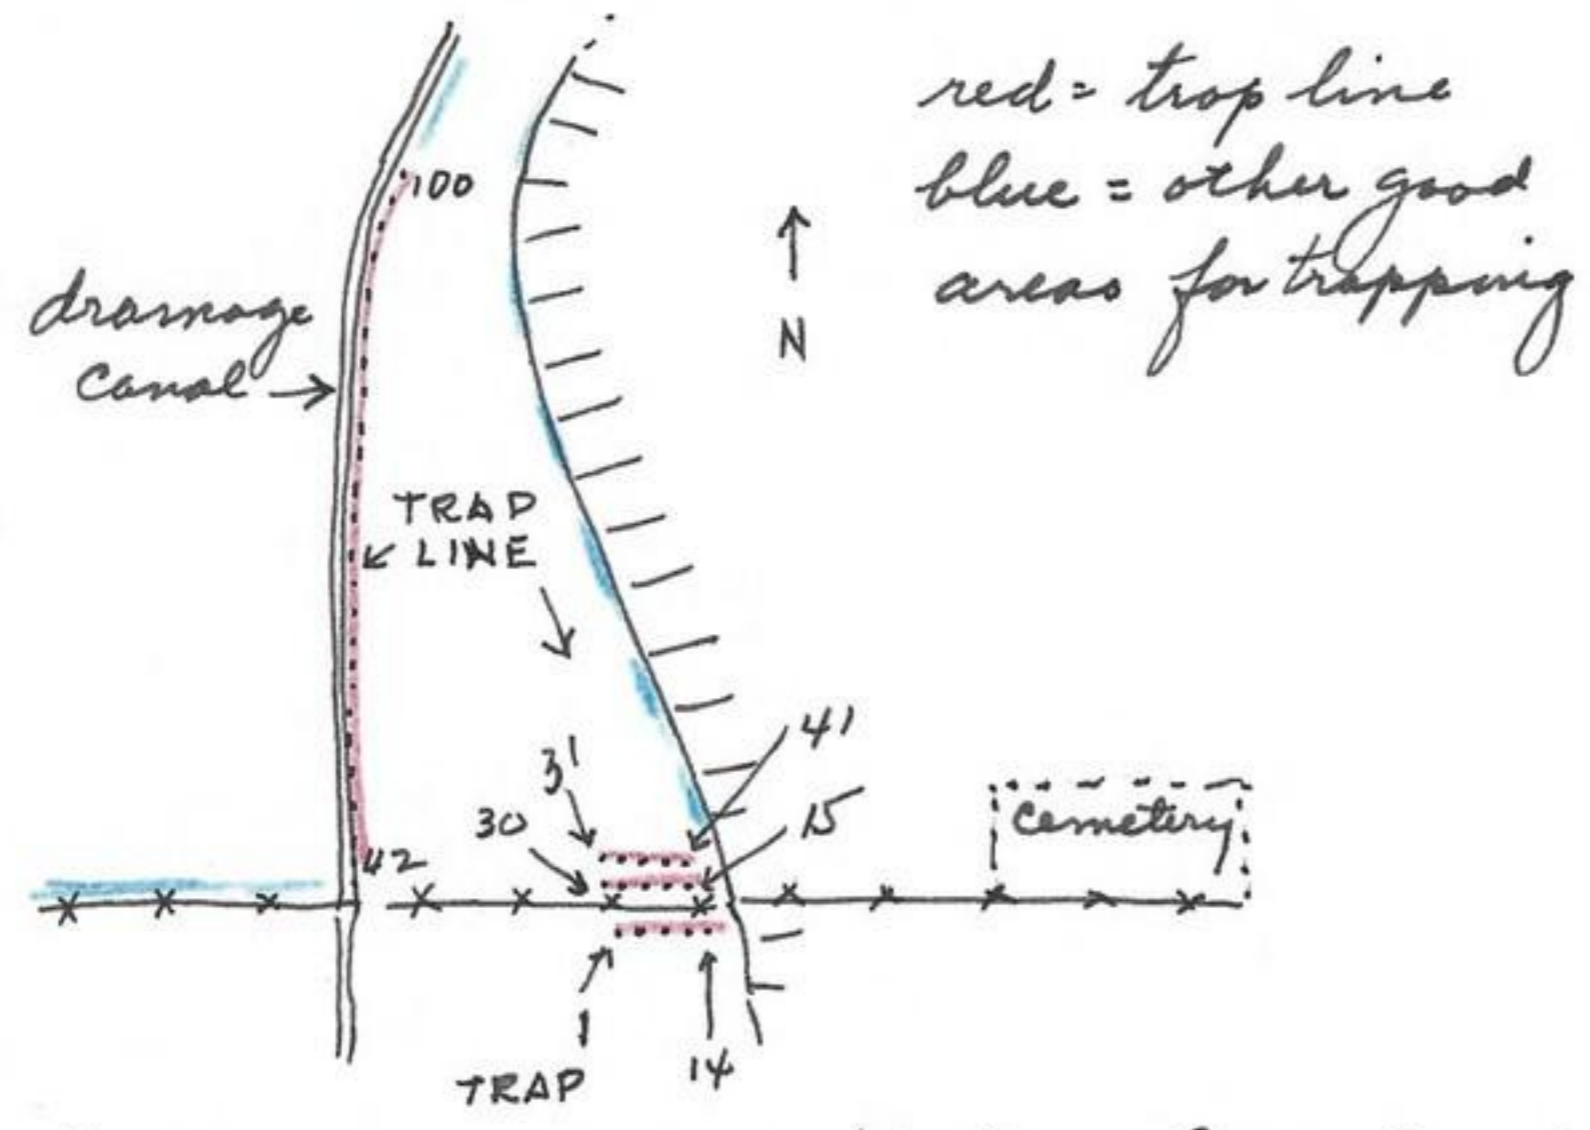 red = trap line
blue = other good
areas for trapping
100
N
drainage
canal
TRAP
LINE
41
31
15
30
cemetery
42
1
14
TRAP